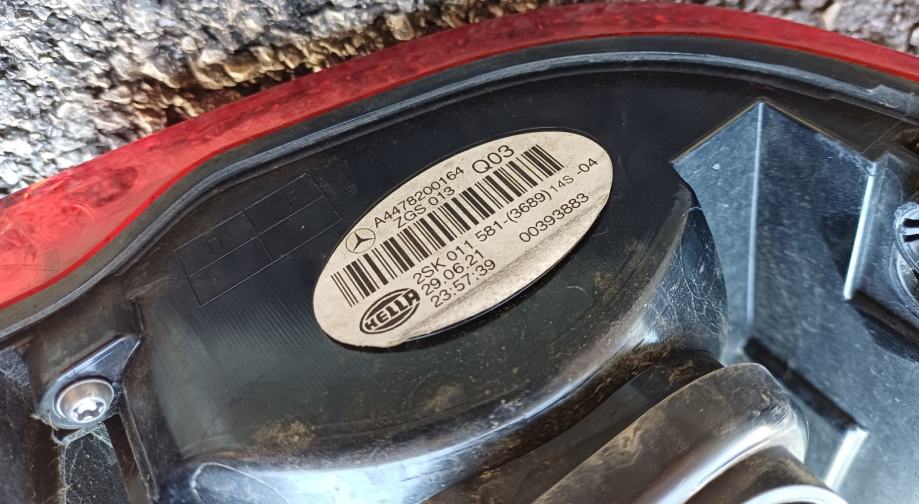 A4478200164 Q03
ZGS 013
2SK 011 581 (3689) 14S -04
29.06.21 00393883
23:57:39
HELLA